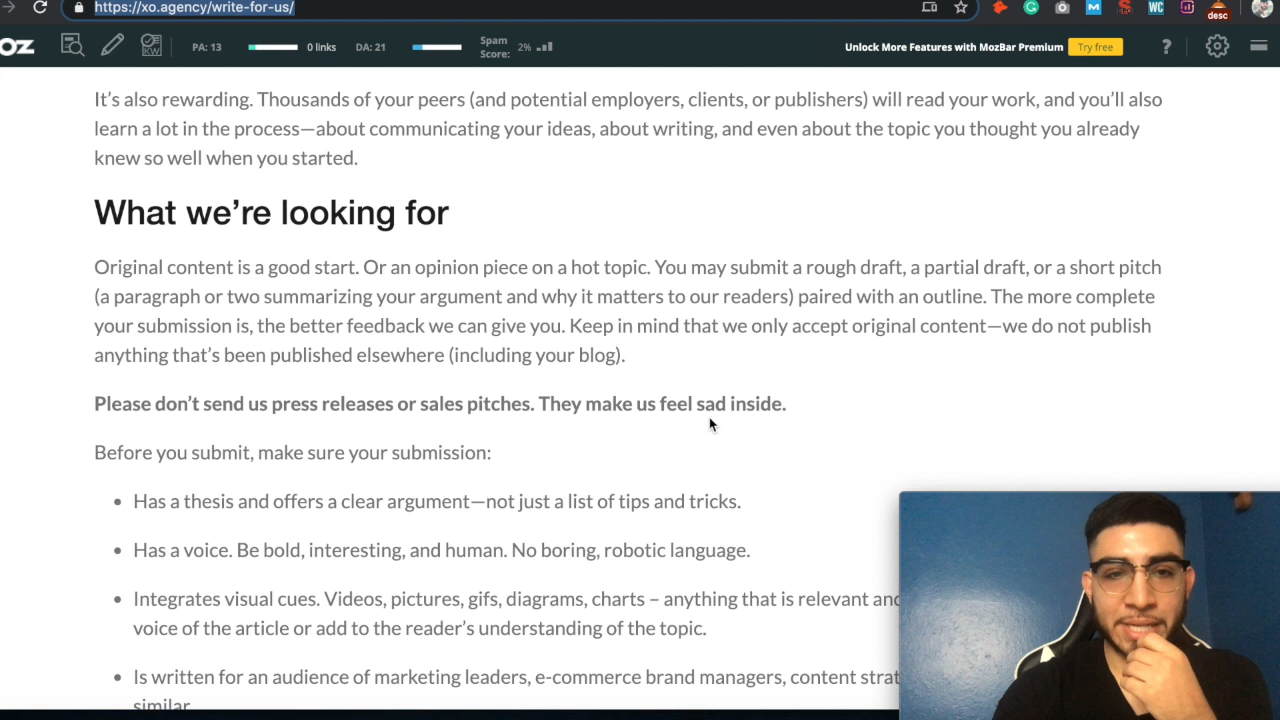 https://xo.agency/write-for-us/
desc
OZ PA: 13 0 links DA: 21 Spam Score: 2% Unlock More Features with MozBar Premium Try free ?
It's also rewarding. Thousands of your peers (and potential employers, clients, or publishers) will read your work, and you'll also
learn a lot in the process—about communicating your ideas, about writing, and even about the topic you thought you already
knew so well when you started.
What we're looking for
Original content is a good start. Or an opinion piece on a hot topic. You may submit a rough draft, a partial draft, or a short pitch
(a paragraph or two summarizing your argument and why it matters to our readers) paired with an outline. The more complete
your submission is, the better feedback we can give you. Keep in mind that we only accept original content—we do not publish
anything that's been published elsewhere (including your blog).
Please don't send us press releases or sales pitches. They make us feel sad inside.
Before you submit, make sure your submission:
• Has a thesis and offers a clear argument—not just a list of tips and tricks.
• Has a voice. Be bold, interesting, and human. No boring, robotic language.
• Integrates visual cues. Videos, pictures, gifs, diagrams, charts – anything that is relevant and
voice of the article or add to the reader's understanding of the topic.
• Is written for an audience of marketing leaders, e-commerce brand managers, content strat
similar.